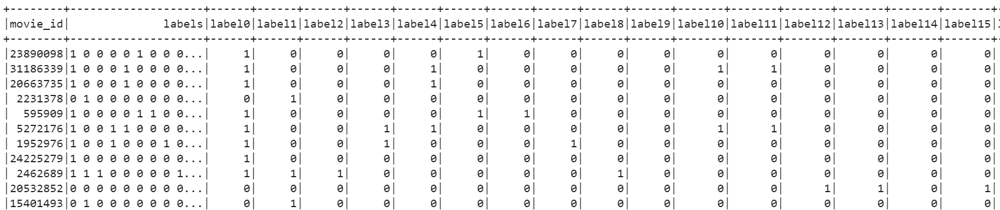 +--------+--------------------+------+------+------+------+------+------+------+------+------+------+-------+-------+-------+-------+-------+-------+-
|movie_id|              labels|label0|label1|label2|label3|label4|label5|label6|label7|label8|label9|label10|label11|label12|label13|label14|label15|l
+--------+--------------------+------+------+------+------+------+------+------+------+------+------+-------+-------+-------+-------+-------+-------+-
|23890098|1 0 0 0 0 1 0 0 0...|     1|     0|     0|     0|     0|     1|     0|     0|     0|     0|      0|      0|      0|      0|      0|      0|
|31186339|1 0 0 0 1 0 0 0 0...|     1|     0|     0|     0|     1|     0|     0|     0|     0|     0|      1|      1|      0|      0|      0|      0|
|20663735|1 0 0 0 1 0 0 0 0...|     1|     0|     0|     0|     1|     0|     0|     0|     0|     0|      0|      0|      0|      0|      0|      0|
| 2231378|0 1 0 0 0 0 0 0 0...|     0|     1|     0|     0|     0|     0|     0|     0|     0|     0|      0|      0|      0|      0|      0|      0|
|  595909|1 0 0 0 0 1 1 0 0...|     1|     0|     0|     0|     0|     1|     1|     0|     0|     0|      0|      0|      0|      0|      0|      0|
| 5272176|1 0 0 1 1 0 0 0 0...|     1|     0|     0|     1|     1|     0|     0|     0|     0|     0|      1|      1|      0|      0|      0|      0|
| 1952976|1 0 0 1 0 0 0 1 0...|     1|     0|     0|     1|     0|     0|     0|     1|     0|     0|      0|      0|      0|      0|      0|      0|
|24225279|1 0 0 0 0 0 0 0 0...|     1|     0|     0|     0|     0|     0|     0|     0|     0|     0|      0|      0|      0|      0|      0|      0|
| 2462689|1 1 1 0 0 0 0 0 1...|     1|     1|     1|     0|     0|     0|     0|     0|     1|     0|      0|      0|      0|      0|      0|      0|
|20532852|0 0 0 0 0 0 0 0 0...|     0|     0|     0|     0|     0|     0|     0|     0|     0|     0|      0|      0|      1|      1|      0|      1|
|15401493|0 1 0 0 0 0 0 0 0...|     0|     1|     0|     0|     0|     0|     0|     0|     0|     0|      0|      0|      0|      0|      0|      0|